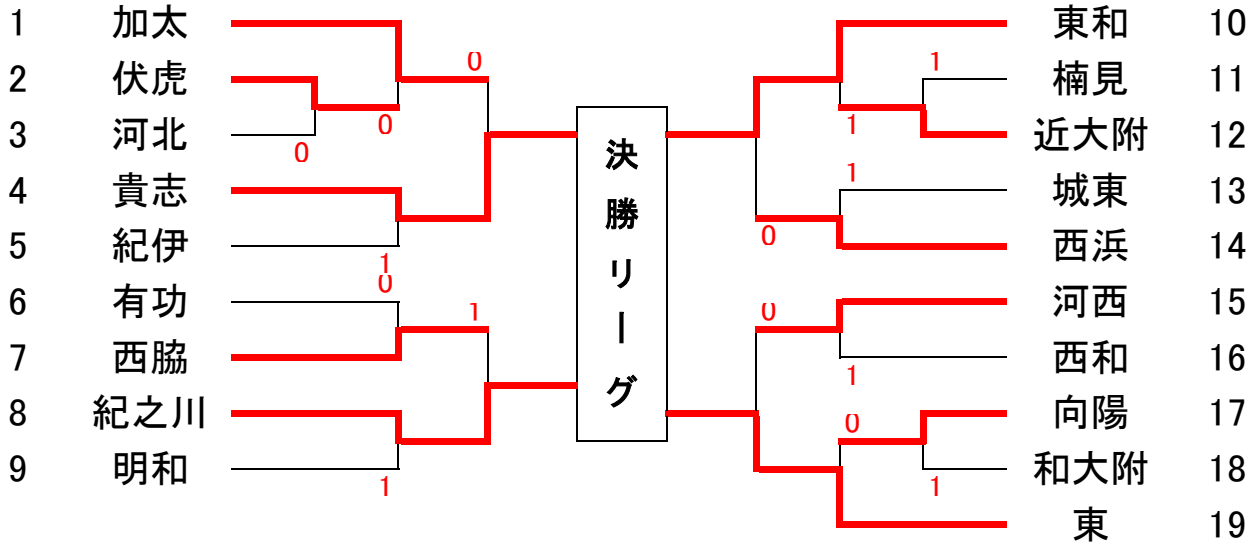 1 加太 東和 10
0 1
2 伏虎 楠見 11
0 1
3 河北 近大附 12
0
決勝リーグ
1
4 貴志 城東 13
5 紀伊 西浜 14
0
1
0
6 有功 河西 15
1 0
7 西脇 西和 16
1
8 紀之川 向陽 17
0
9 明和 和大附 18
1 1
東 19